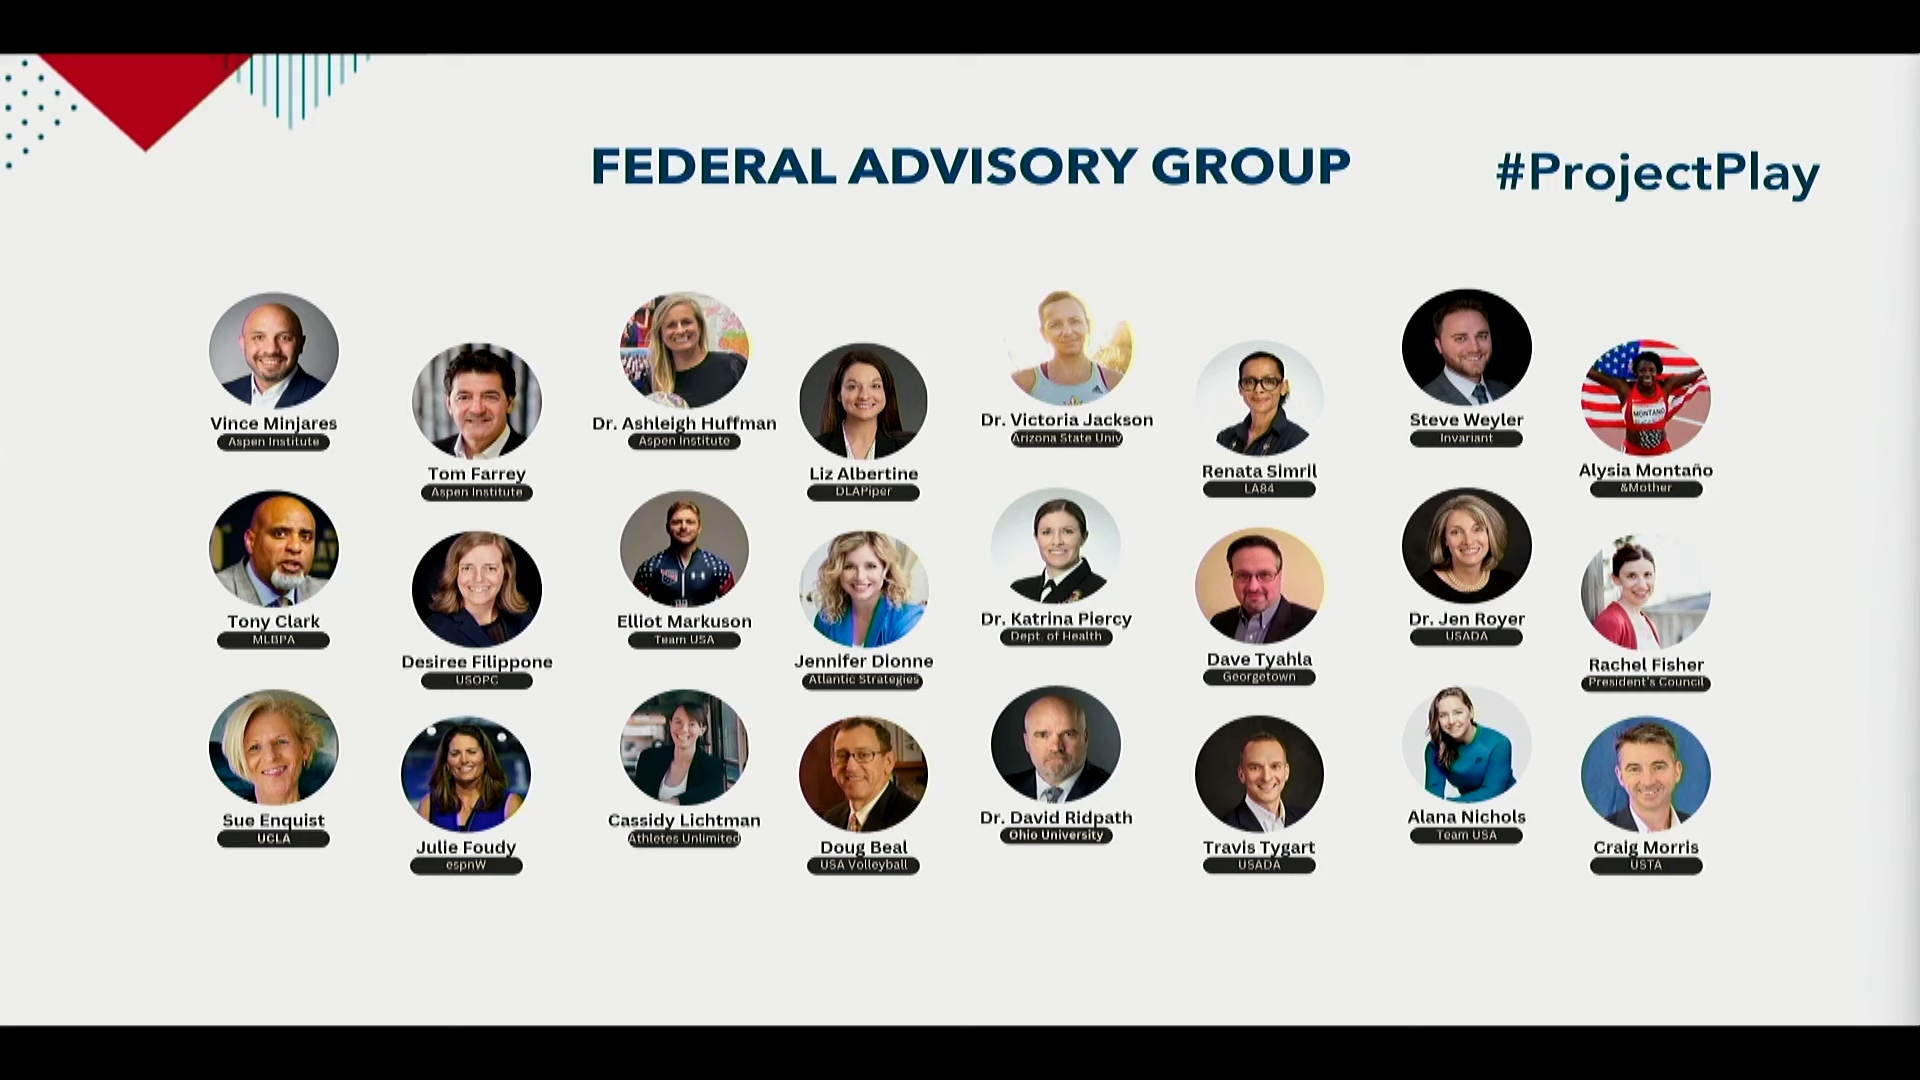 FEDERAL ADVISORY GROUP
#ProjectPlay
Vince Minjares
Aspen Institute
Tom Farrey
Aspen Institute
Dr. Ashleigh Huffman
Aspen Institute
Liz Albertine
DLAPiper
Dr. Victoria Jackson
Arizona State Univ
Renata Simril
LA84
Steve Weyler
Invariant
MONTANO
Alysia Montaño
&Mother
Tony Clark
MLBPA
Desiree Filippone
USOPC
Elliot Markuson
Team USA
Jennifer Dionne
Atlantic Strategies
Dr. Katrina Piercy
Dept. of Health
Dave Tyahla
Georgetown
Dr. Jen Royer
USADA
Rachel Fisher
President's Council
Sue Enquist
UCLA
Julie Foudy
espnW
Cassidy Lichtman
Athletes Unlimited
Doug Beal
USA Volleyball
Dr. David Ridpath
Ohio University
Travis Tygart
USADA
Alana Nichols
Team USA
Craig Morris
USTA